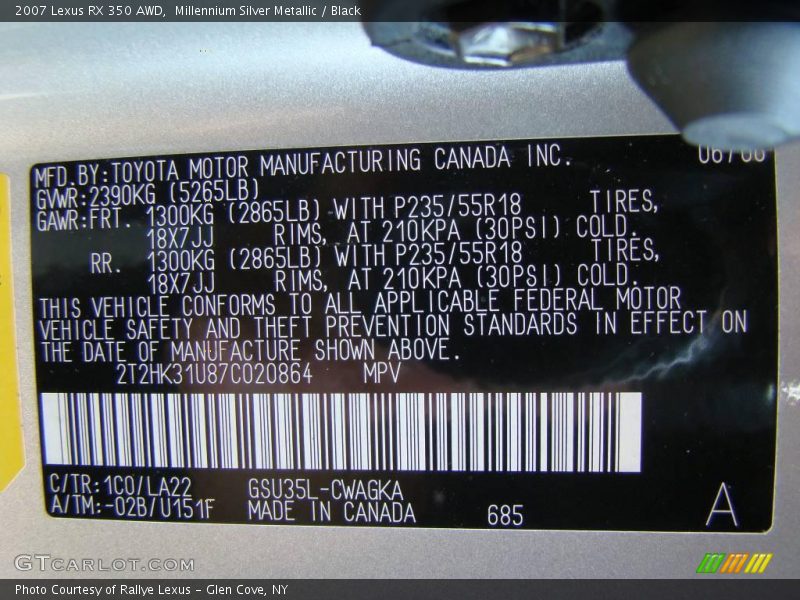 2007 Lexus RX 350 AWD,  Millennium Silver Metallic / Black
MFD.BY:TOYOTA MOTOR MANUFACTURING CANADA INC.
GVWR:2390KG (5265LB)
GAWR:FRT. 1300KG (2865LB) WITH P235/55R18 TIRES,
18X7JJ RIMS, AT 210KPA (30PSI) COLD.
RR. 1300KG (2865LB) WITH P235/55R18 TIRES,
18X7JJ RIMS, AT 210KPA (30PSI) COLD.
THIS VEHICLE CONFORMS TO ALL APPLICABLE FEDERAL MOTOR
VEHICLE SAFETY AND THEFT PREVENTION STANDARDS IN EFFECT ON
THE DATE OF MANUFACTURE SHOWN ABOVE.
2T2HK31U87C020864 MPV
C/TR:1C0/LA22 GSU35L-CWAGKA
A/TM:-02B/U151F MADE IN CANADA 685 A
GTCARLOT.COM
Photo Courtesy of Rallye Lexus - Glen Cove, NY